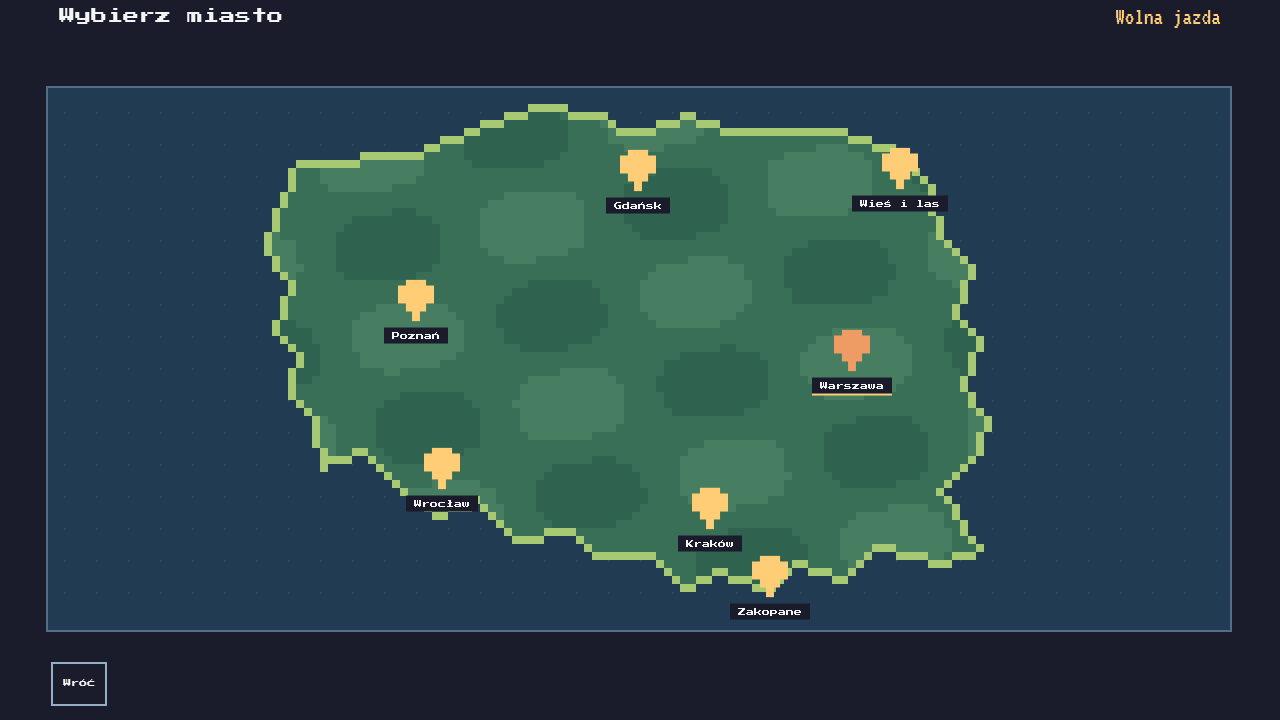 Wybierz miasto
Wolna jazda
Gdańsk
Wieś i las
Poznań
Warszawa
Wrocław
Kraków
Zakopane
Wróć